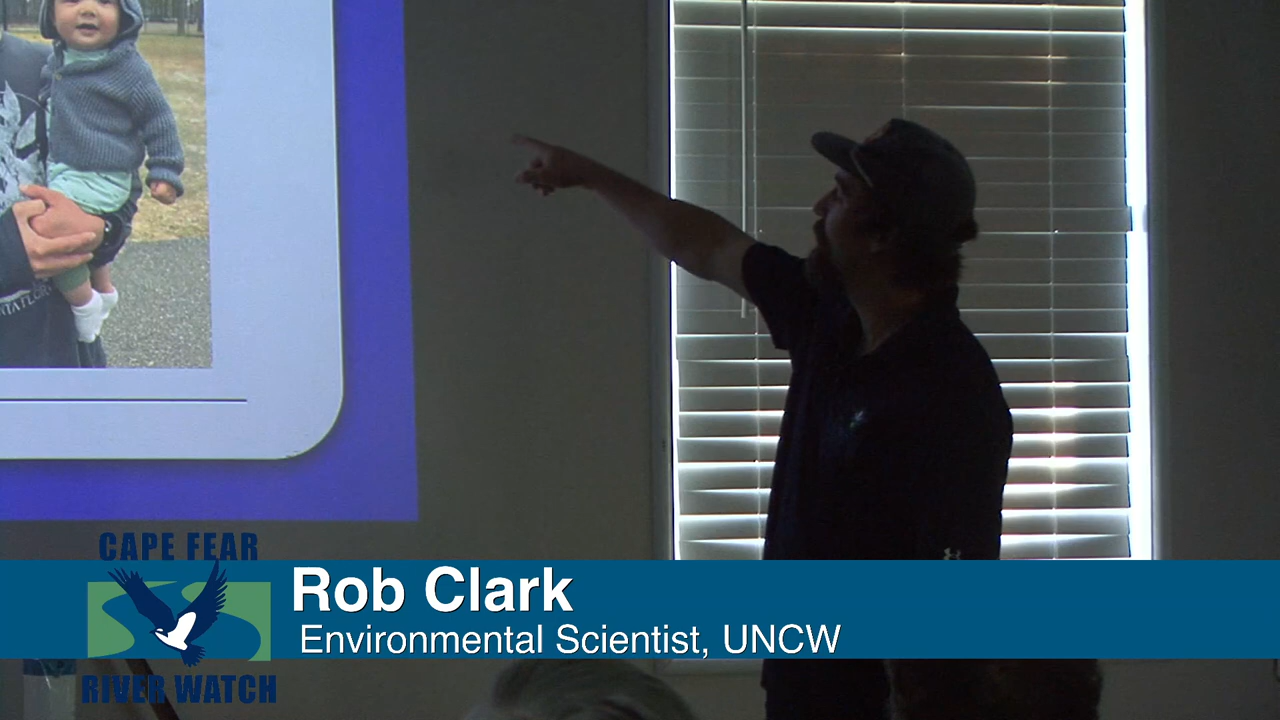 CAPE FEAR
RIVER WATCH
Rob Clark
Environmental Scientist, UNCW